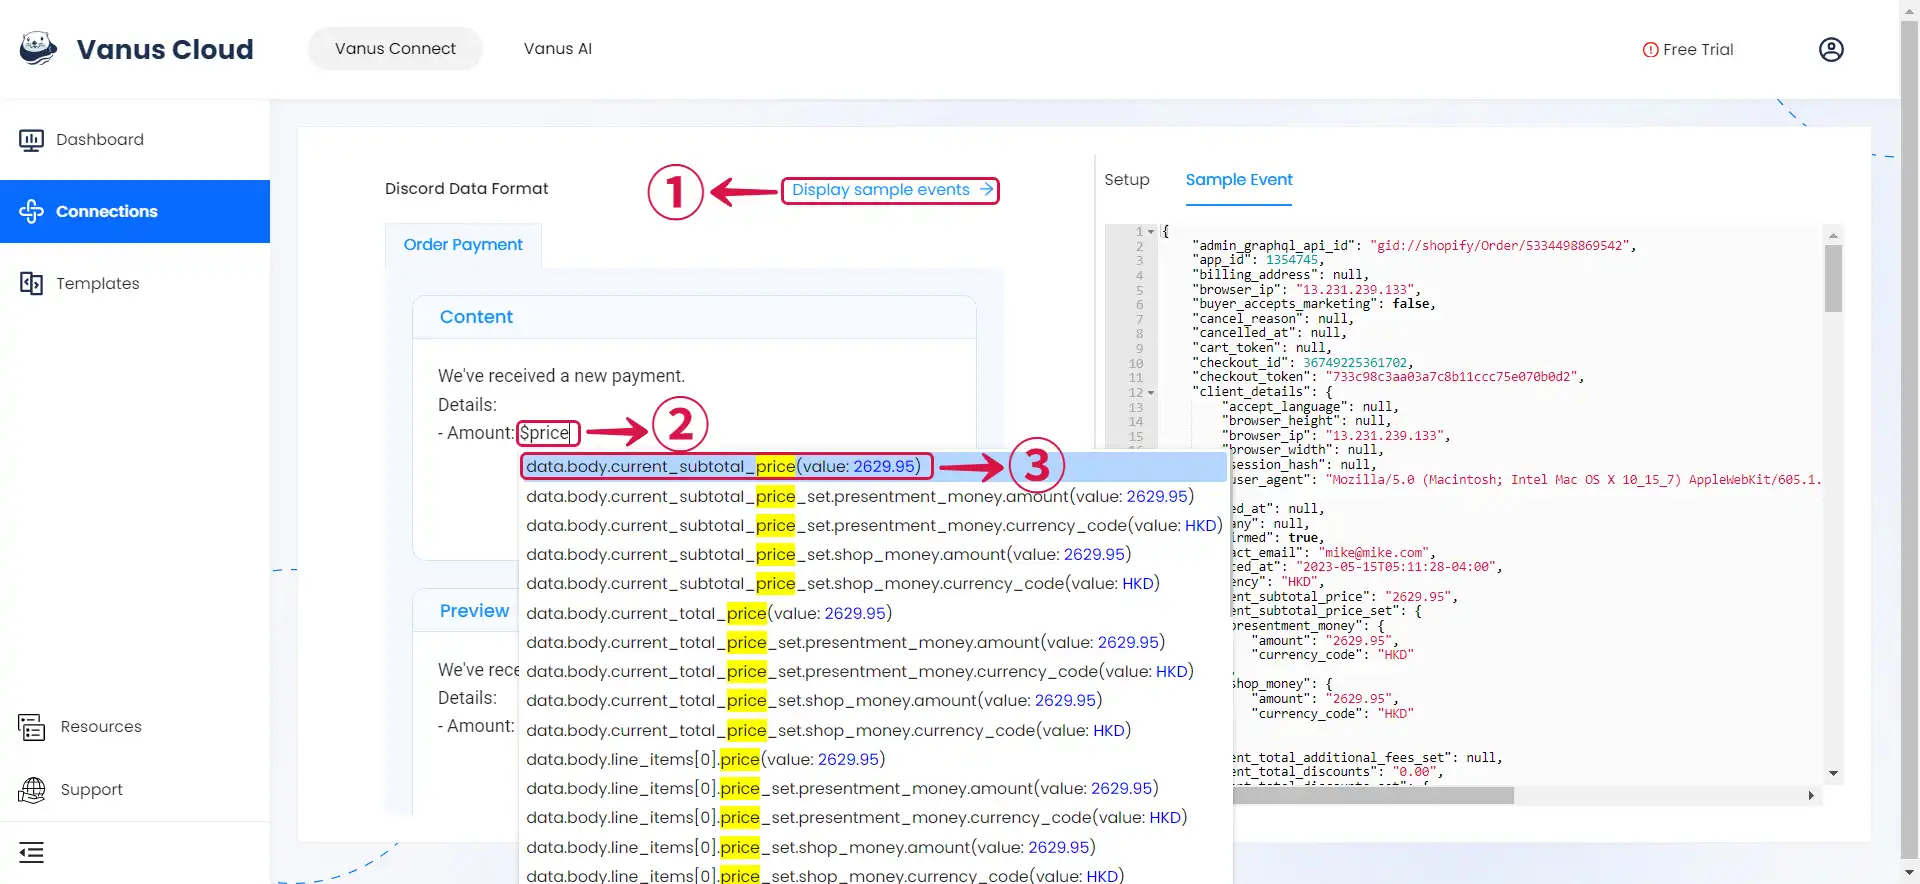 Vanus Cloud
Vanus Connect
Vanus AI
Free Trial
Dashboard
Connections
Templates
Resources
Support
Discord Data Format
1
Display sample events →
Order Payment
Content
We've received a new payment.
Details:
- Amount: $price
2
data.body.current_subtotal_price(value: 2629.95)
3
data.body.current_subtotal_price_set.presentment_money.amount(value: 2629.95)
data.body.current_subtotal_price_set.presentment_money.currency_code(value: HKD)
data.body.current_subtotal_price_set.shop_money.amount(value: 2629.95)
data.body.current_subtotal_price_set.shop_money.currency_code(value: HKD)
data.body.current_total_price(value: 2629.95)
data.body.current_total_price_set.presentment_money.amount(value: 2629.95)
data.body.current_total_price_set.presentment_money.currency_code(value: HKD)
data.body.current_total_price_set.shop_money.amount(value: 2629.95)
data.body.current_total_price_set.shop_money.currency_code(value: HKD)
data.body.line_items[0].price(value: 2629.95)
data.body.line_items[0].price_set.presentment_money.amount(value: 2629.95)
data.body.line_items[0].price_set.presentment_money.currency_code(value: HKD)
data.body.line_items[0].price_set.shop_money.amount(value: 2629.95)
data.body.line_items[0].price_set.shop_money.currency_code(value: HKD)
Preview
We've rece
Details:
- Amount:
Setup
Sample Event
1 {
2 "admin_graphql_api_id": "gid://shopify/Order/5334498869542",
3 "app_id": 1354745,
4 "billing_address": null,
5 "browser_ip": "13.231.239.133",
6 "buyer_accepts_marketing": false,
7 "cancel_reason": null,
8 "cancelled_at": null,
9 "cart_token": null,
10 "checkout_id": 36749225361702,
11 "checkout_token": "733c98c3aa03a7c8b11ccc75e070b0d2",
12 "client_details": {
13 "accept_language": null,
14 "browser_height": null,
15 "browser_ip": "13.231.239.133",
"browser_width": null,
session_hash": null,
user_agent": "Mozilla/5.0 (Macintosh; Intel Mac OS X 10_15_7) AppleWebKit/605.1.
ed_at": null,
any": null,
irmed": true,
act_email": "mike@mike.com",
ted_at": "2023-05-15T05:11:28-04:00",
ency": "HKD",
ent_subtotal_price": "2629.95",
ent_subtotal_price_set": {
presentment_money": {
"amount": "2629.95",
"currency_code": "HKD"
shop_money": {
"amount": "2629.95",
"currency_code": "HKD"
ent_total_additional_fees_set": null,
ent_total_discounts": "0.00",